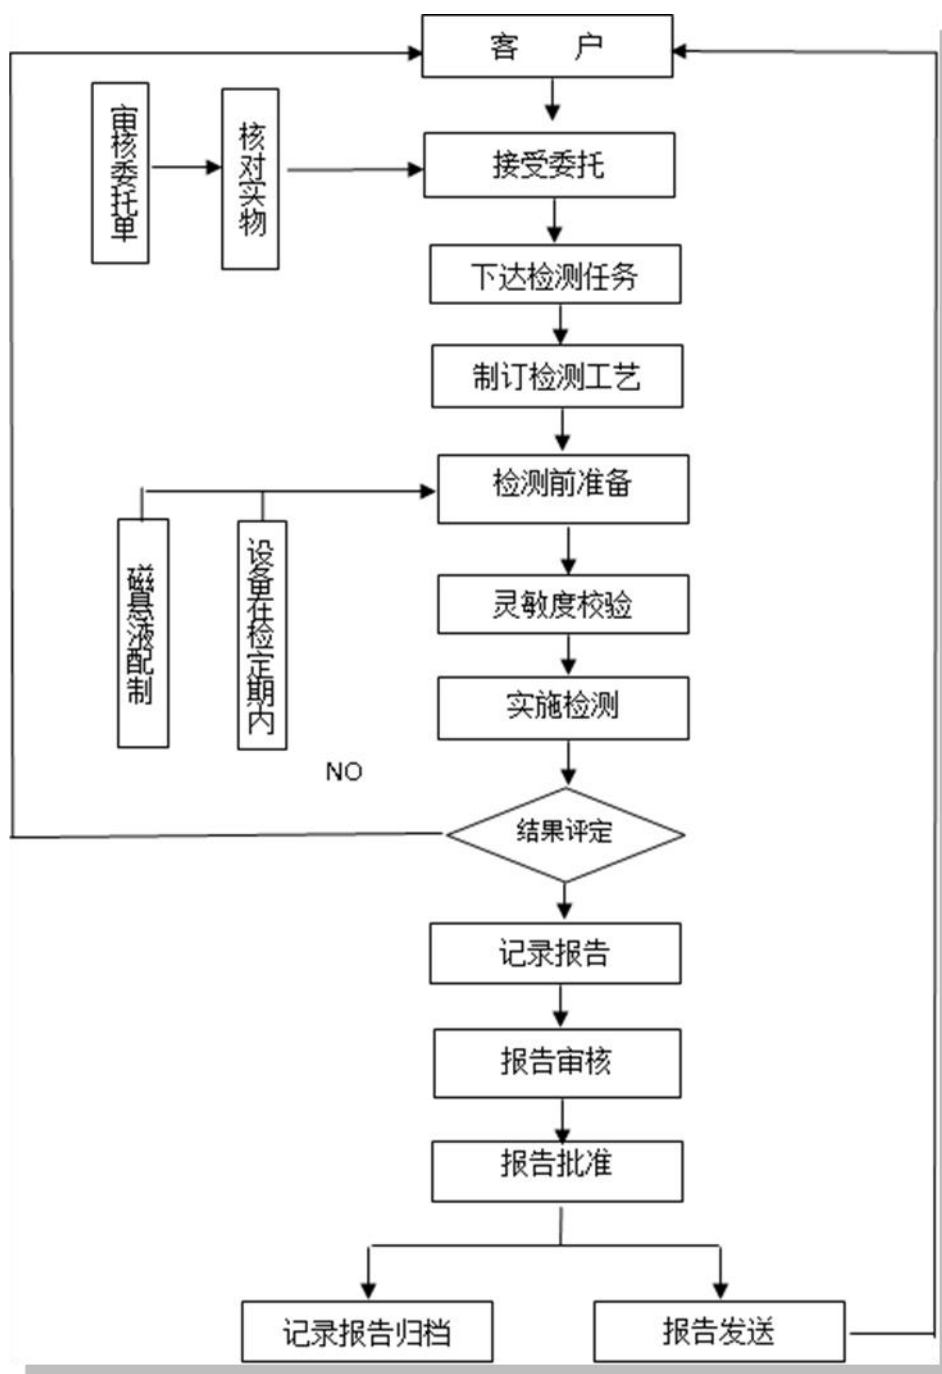 客 户
审核委托单
核对实物
接受委托
下达检测任务
制订检测工艺
检测前准备
磁悬液配制
设备在检定期内
灵敏度校验
实施检测
NO
结果评定
记录报告
报告审核
报告批准
记录报告归档
报告发送